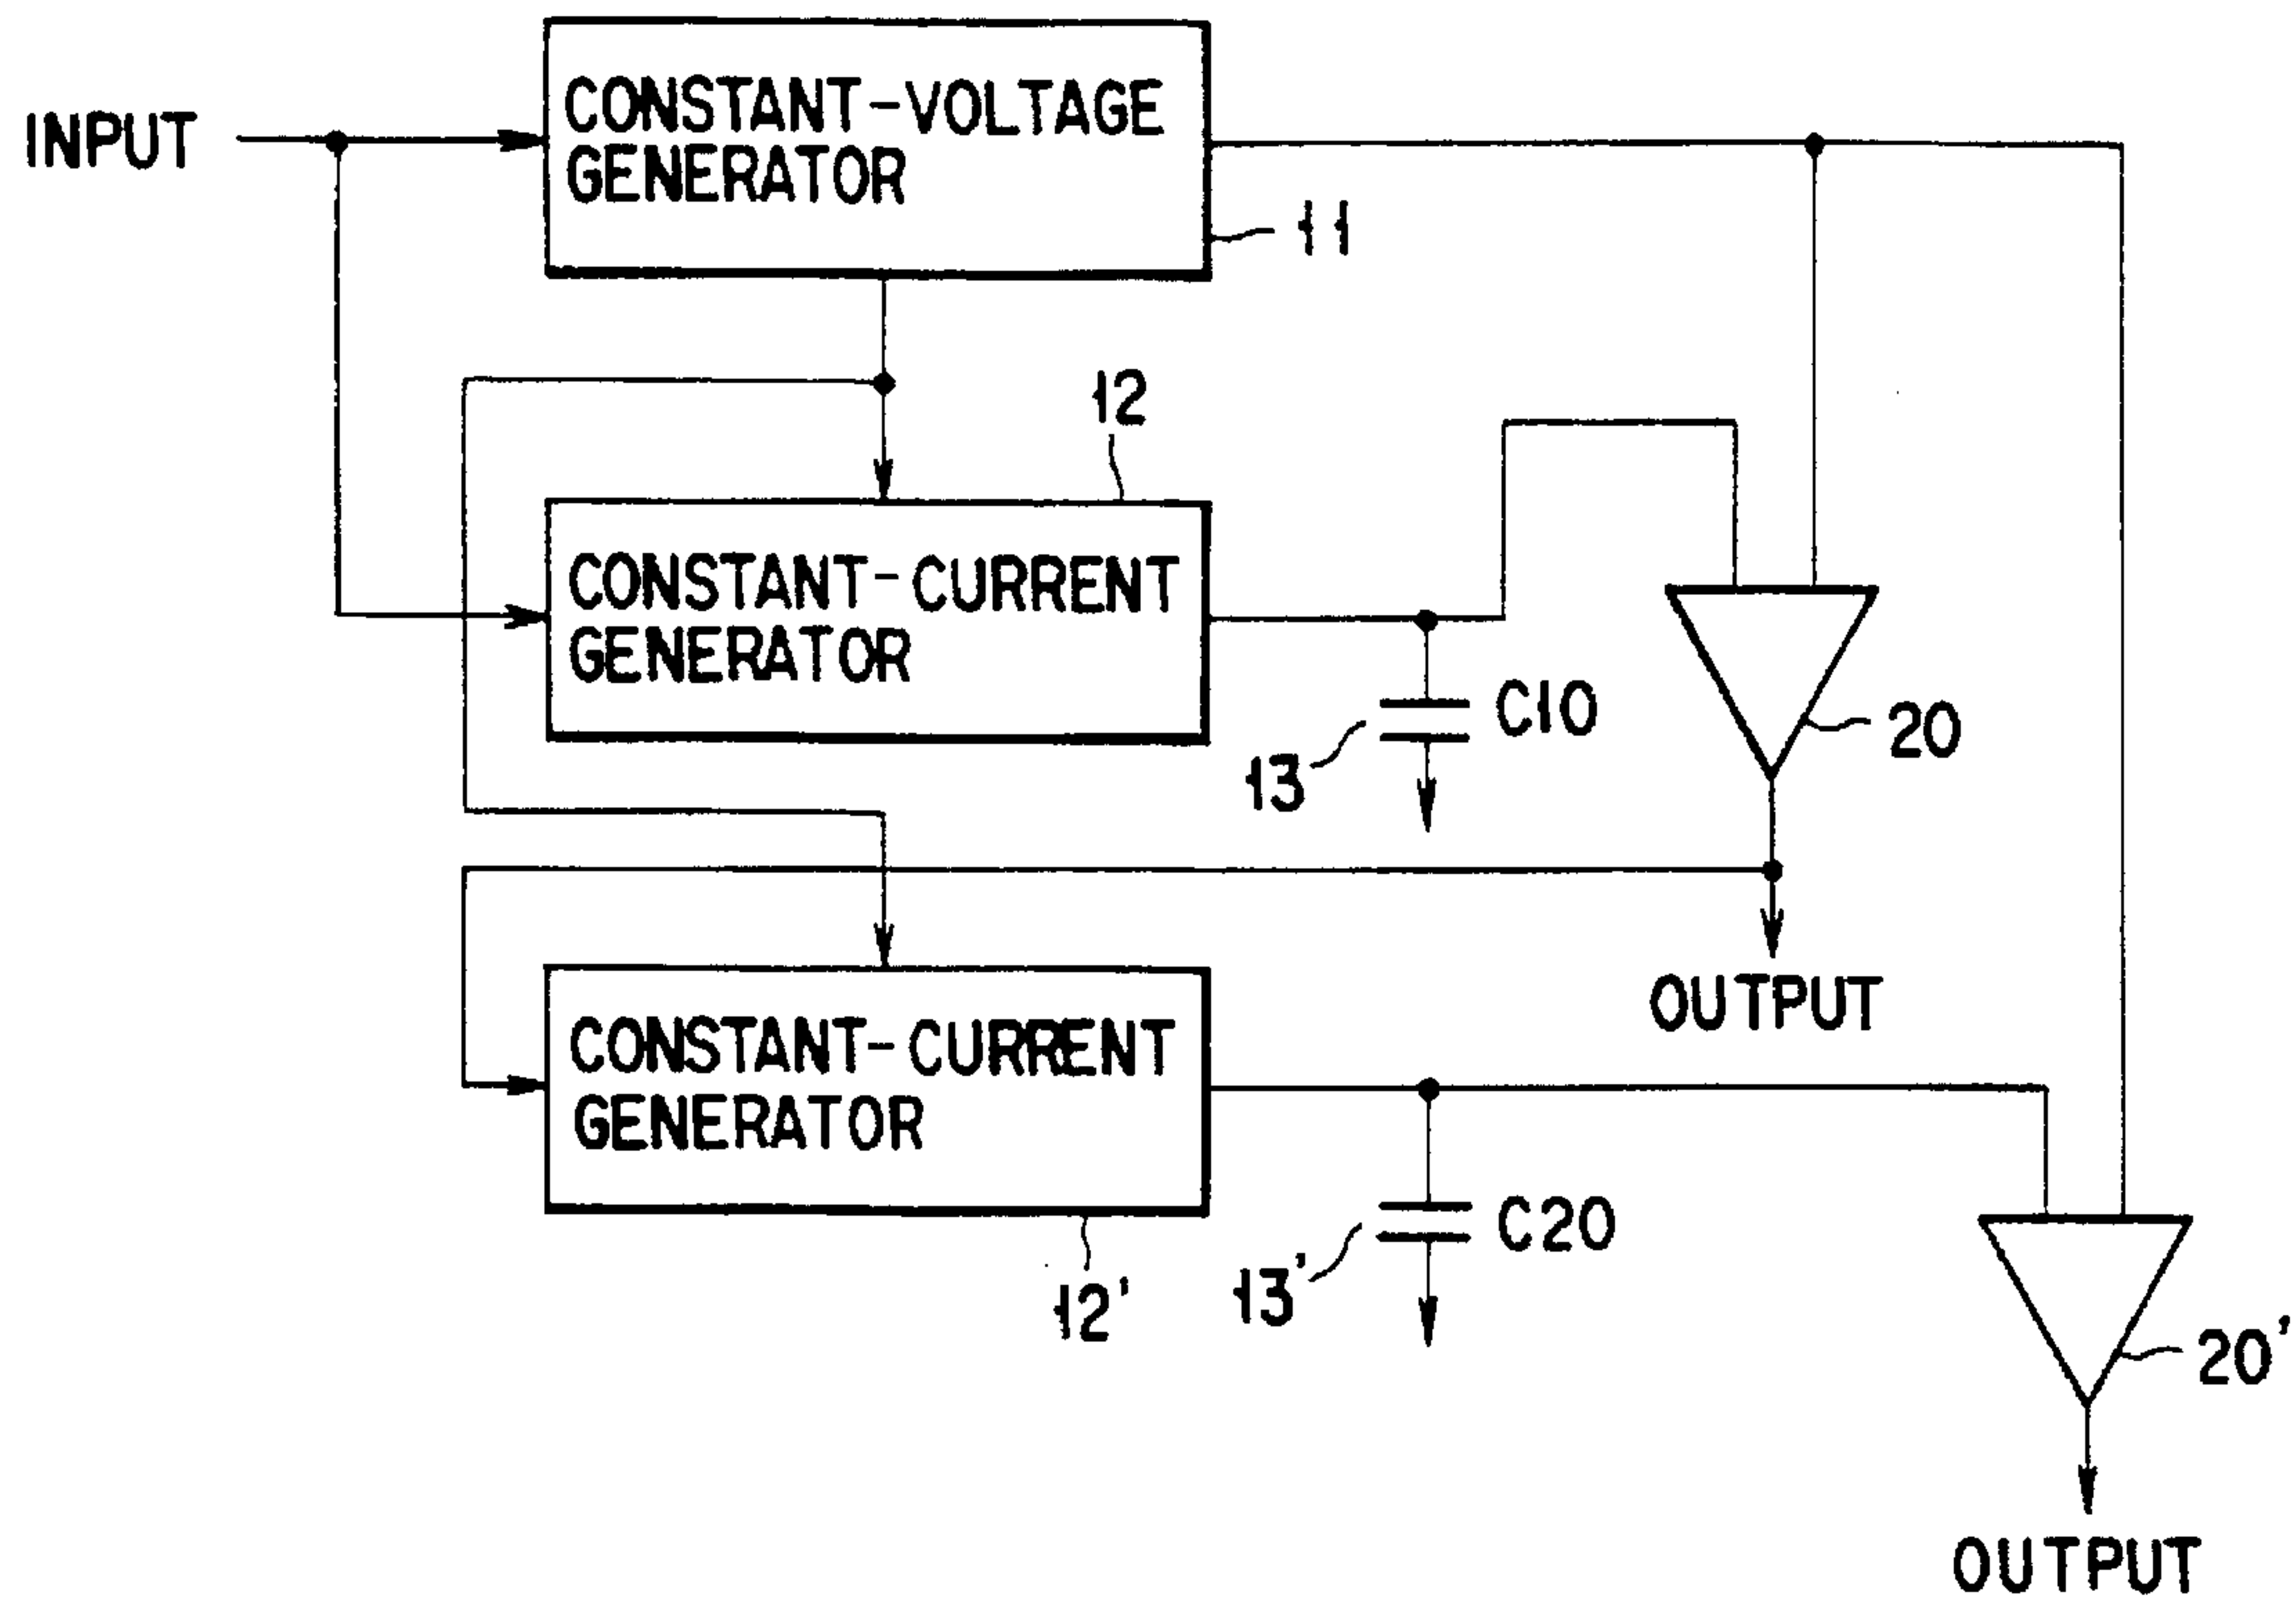 INPUT
CONSTANT-VOLTAGE
GENERATOR
11
12
CONSTANT-CURRENT
GENERATOR
C10
13
20
OUTPUT
CONSTANT-CURRENT
GENERATOR
12'
C20
13'
20'
OUTPUT